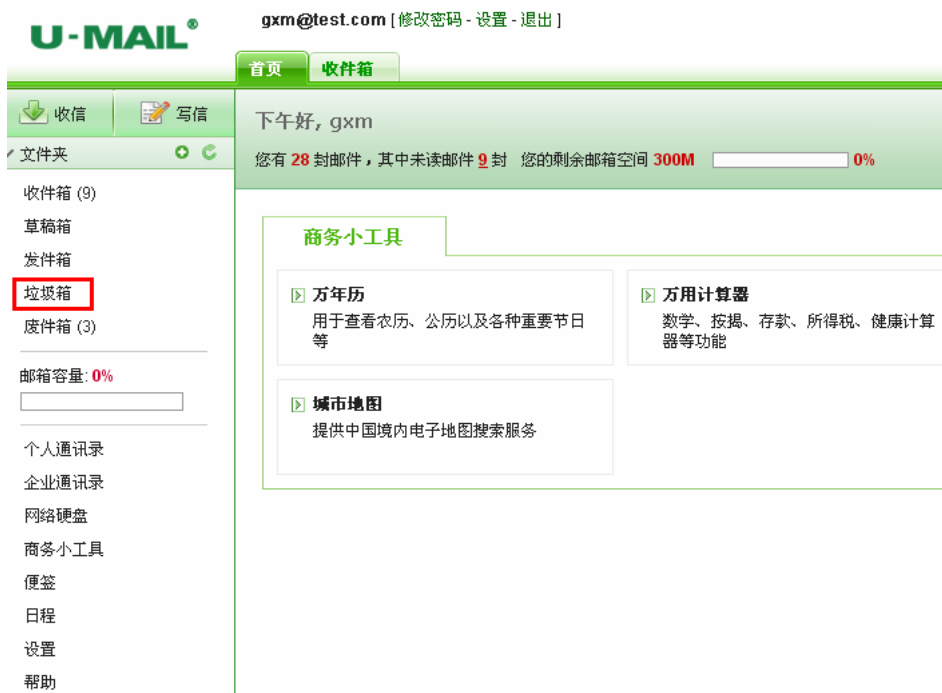 U-MAIL®
gxm@test.com [修改密码 - 设置 - 退出 ]
首页
收件箱
收信
写信
文件夹
收件箱 (9)
草稿箱
发件箱
垃圾箱
废件箱 (3)
邮箱容量: 0%
个人通讯录
企业通讯录
网络硬盘
商务小工具
便签
日程
设置
帮助
下午好, gxm
您有 28 封邮件，其中未读邮件 9 封 您的剩余邮箱空间 300M 0%
商务小工具
万年历
用于查看农历、公历以及各种重要节日
等
万用计算器
数学、按揭、存款、所得税、健康计算
器等功能
城市地图
提供中国境内电子地图搜索服务